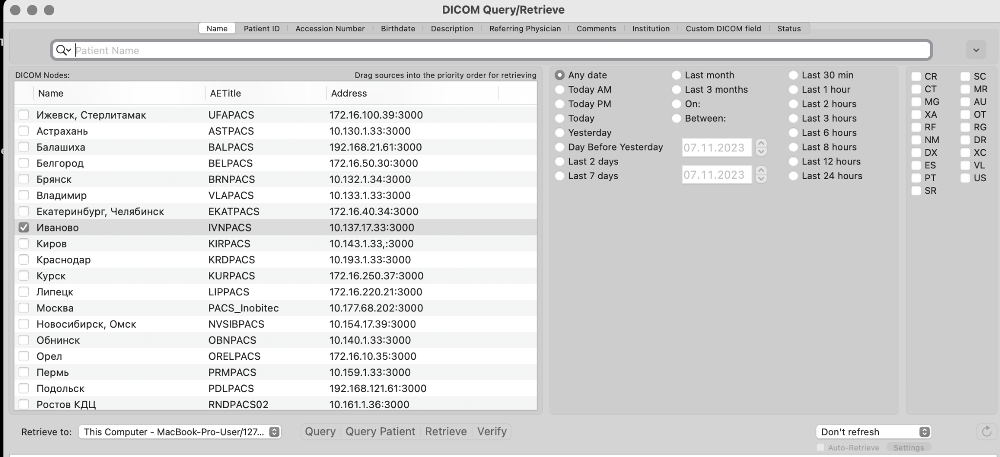 DICOM Query/Retrieve
Name Patient ID Accession Number Birthdate Description Referring Physician Comments Institution Custom DICOM field Status
Patient Name
DICOM Nodes: Drag sources into the priority order for retrieving
Name AETitle Address
Ижевск, Стерлитамак UFAPACS 172.16.100.39:3000
Астрахань ASTPACS 10.130.1.33:3000
Балашиха BALPACS 192.168.21.61:3000
Белгород BELPACS 172.16.50.30:3000
Брянск BRNPACS 10.132.1.34:3000
Владимир VLAPACS 10.133.1.33:3000
Екатеринбург, Челябинск EKATPACS 172.16.40.34:3000
Иваново IVNPACS 10.137.17.33:3000
Киров KIRPACS 10.143.1.33,:3000
Краснодар KRDPACS 10.193.1.33:3000
Курск KURPACS 172.16.250.37:3000
Липецк LIPPACS 172.16.220.21:3000
Москва PACS_Inobitec 10.177.68.202:3000
Новосибирск, Омск NVSIBPACS 10.154.17.39:3000
Обнинск OBNPACS 10.140.1.33:3000
Орел ORELPACS 172.16.10.35:3000
Пермь PRMPACS 10.159.1.33:3000
Подольск PDLPACS 192.168.121.61:3000
Ростов КДЦ RNDPACS02 10.161.1.36:3000
Any date Last month Last 30 min
Today AM Last 3 months Last 1 hour
Today PM On: Last 2 hours
Today Between: Last 3 hours
Yesterday Last 6 hours
Day Before Yesterday 07.11.2023 Last 8 hours
Last 2 days Last 12 hours
Last 7 days 07.11.2023 Last 24 hours
CR SC
CT MR
MG AU
XA OT
RF RG
NM DR
DX XC
ES VL
PT US
SR
Retrieve to: This Computer - MacBook-Pro-User/127... Query Query Patient Retrieve Verify Don't refresh
Auto-Retrieve Settings